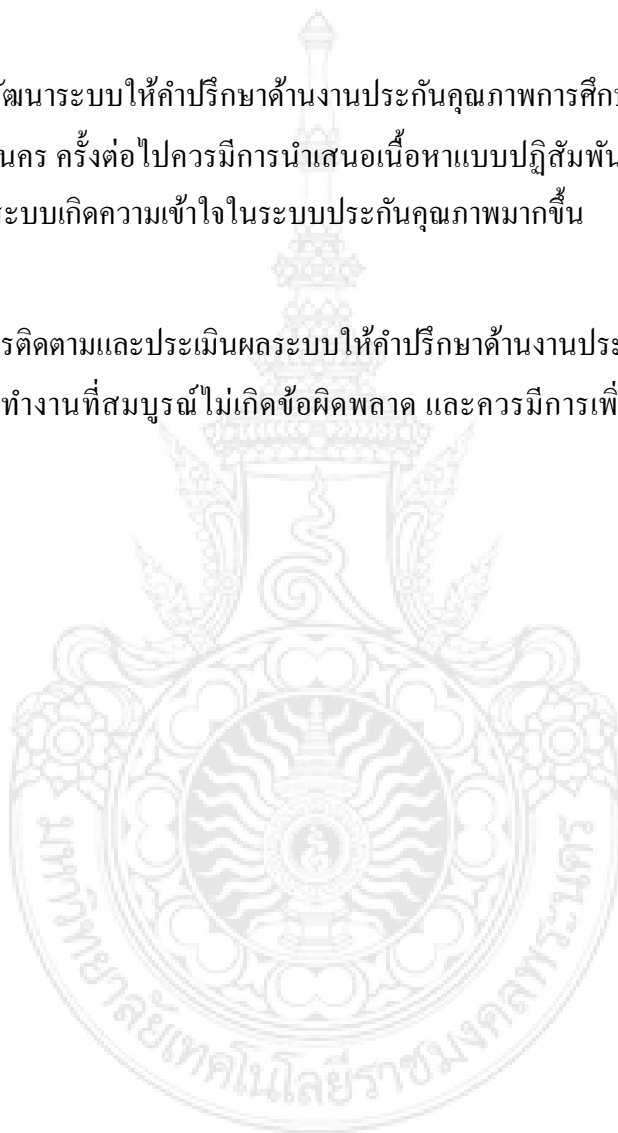 ัฒนาระบบให้คำปรึกษาด้านงานประกันคุณภาพการศึกษ
นคร ครั้งต่อไปควรมีการนำเสนอเนื้อหาแบบปฏิสัมพัน
ระบบเกิดความเข้าใจในระบบประกันคุณภาพมากขึ้น
รติดตามและประเมินผลระบบให้คำปรึกษาด้านงานประ
ทำงานที่สมบูรณ์ไม่เกิดข้อผิดพลาด และควรมีการเพิ่
มหาวิทยาลัยเทคโนโลยีราชมงคลพระนคร